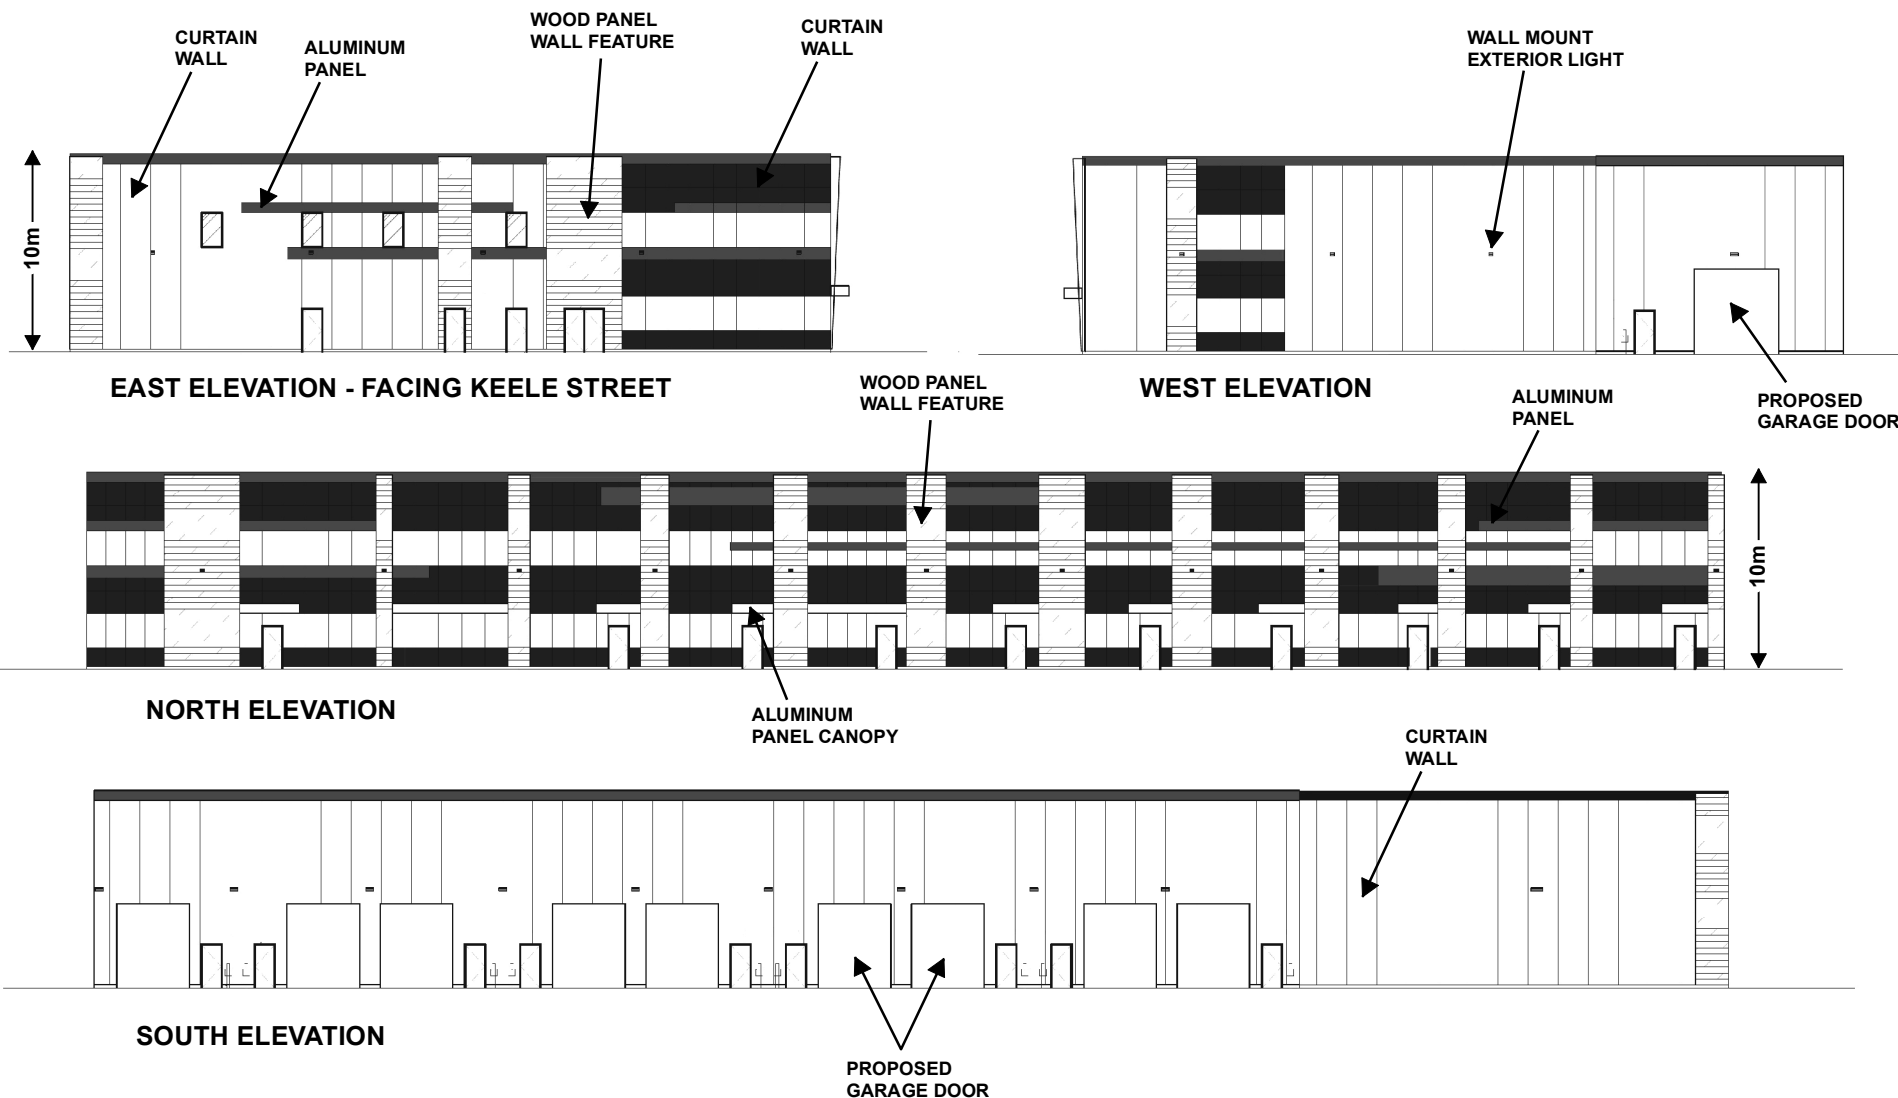 CURTAIN
WALL
ALUMINUM
PANEL
WOOD PANEL
WALL FEATURE
CURTAIN
WALL
WALL MOUNT
EXTERIOR LIGHT
10m
EAST ELEVATION - FACING KEELE STREET
WEST ELEVATION
PROPOSED
GARAGE DOOR
WOOD PANEL
WALL FEATURE
ALUMINUM
PANEL
10m
NORTH ELEVATION
ALUMINUM
PANEL CANOPY
CURTAIN
WALL
SOUTH ELEVATION
PROPOSED
GARAGE DOOR